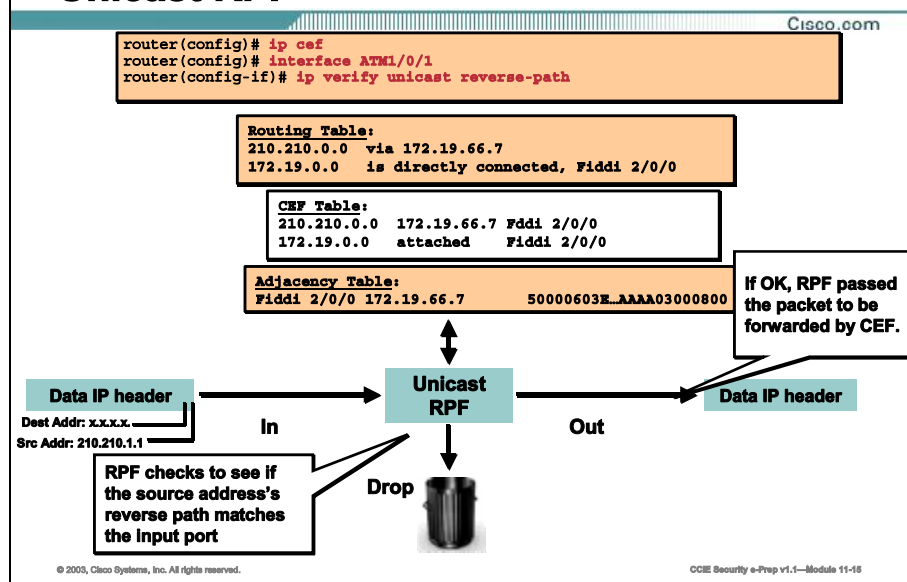 Cisco.com
router(config)# ip cef
router(config)# interface ATM1/0/1
router(config-if)# ip verify unicast reverse-path
Routing Table:
210.210.0.0 via 172.19.66.7
172.19.0.0 is directly connected, Fiddi 2/0/0
CEF Table:
210.210.0.0 172.19.66.7 Fddi 2/0/0
172.19.0.0 attached Fiddi 2/0/0
Adjacency Table:
Fiddi 2/0/0 172.19.66.7 50000603E…AAAA03000800
If OK, RPF passed
the packet to be
forwarded by CEF.
Data IP header
Unicast
RPF
Data IP header
Dest Addr: x.x.x.x.
Src Addr: 210.210.1.1
In
Out
RPF checks to see if
the source address's
reverse path matches
the input port
Drop
© 2003, Cisco Systems, Inc. All rights reserved.
CCIE Security e-Prep v1.1—Module 11-15